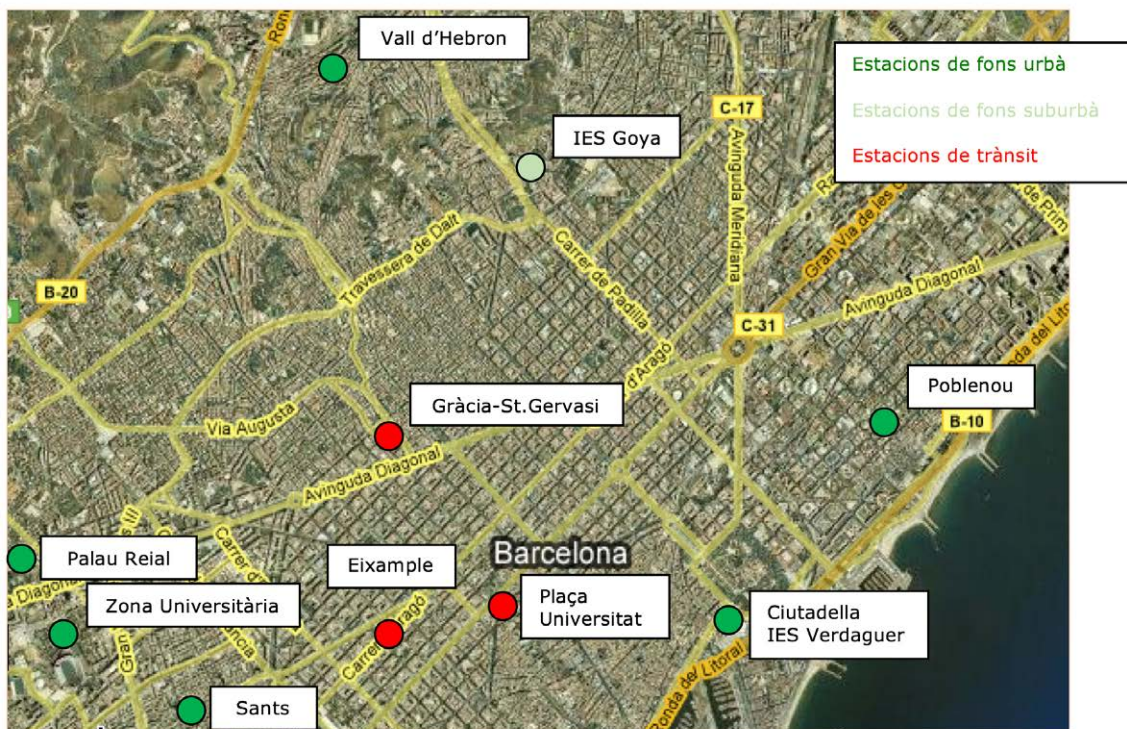 Vall d'Hebron
Estacions de fons urbà
Estacions de fons suburbà
Estacions de trànsit
C-17
IES Goya
Avinguda Meridiana
Gran Via de les
de Prim
Travessera de Dalt
Carrer de Padilla
B-20
Avinguda Diagonal
C-31
d'Aragó
Poblenou
Gràcia-St.Gervasi
Via Augusta
B-10
Avinguda Diagonal
Palau Reial
Eixample
Barcelona
Zona Universitària
Plaça
Universitat
Ciutadella
IES Verdaguer
Ronda del Litoral
Sants